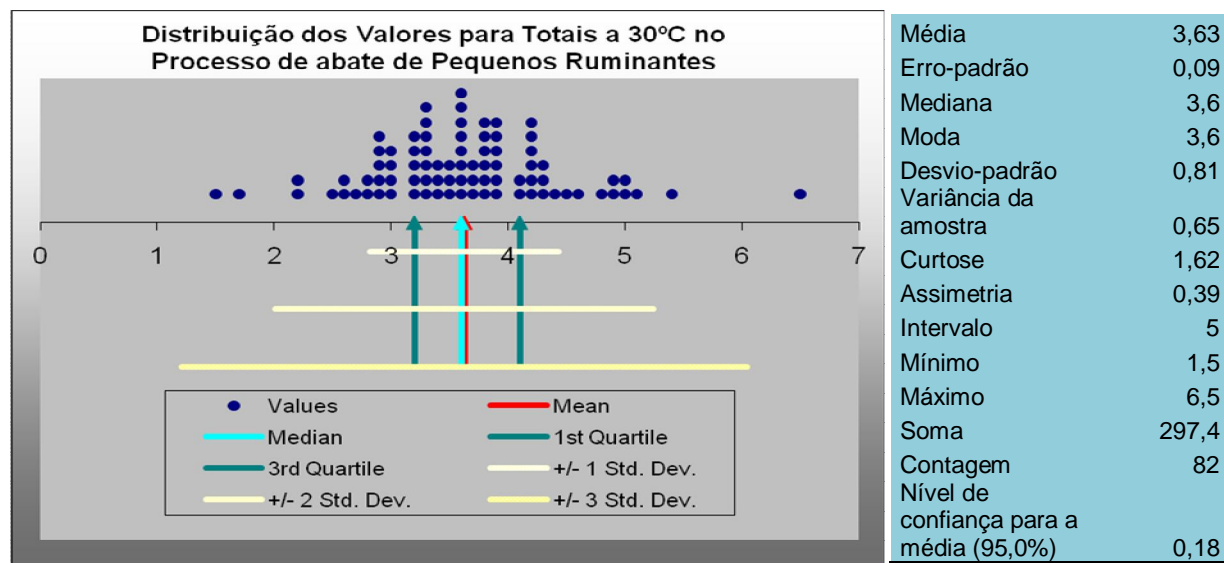 Distribuição dos Valores para Totais a 30ºC no
Processo de abate de Pequenos Ruminantes
0 1 2 3 4 5 6 7
Values Mean
Median 1st Quartile
3rd Quartile +/- 1 Std. Dev.
+/- 2 Std. Dev. +/- 3 Std. Dev.
Média 3,63
Erro-padrão 0,09
Mediana 3,6
Moda 3,6
Desvio-padrão 0,81
Variância da
amostra 0,65
Curtose 1,62
Assimetria 0,39
Intervalo 5
Mínimo 1,5
Máximo 6,5
Soma 297,4
Contagem 82
Nível de
confiança para a
média (95,0%) 0,18